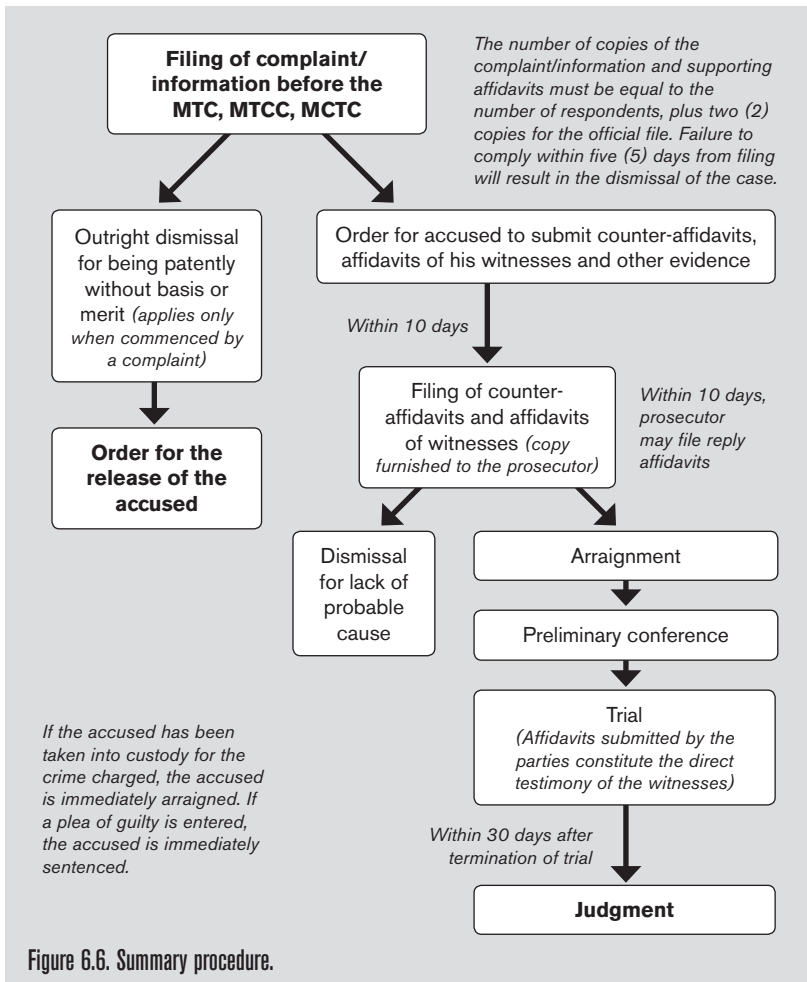 Filing of complaint/
information before the
MTC, MTCC, MCTC
The number of copies of the
complaint/information and supporting
affidavits must be equal to the
number of respondents, plus two (2)
copies for the official file. Failure to
comply within five (5) days from filing
will result in the dismissal of the case.
Outright dismissal
for being patently
without basis or
merit (applies only
when commenced by
a complaint)
Order for the
release of the
accused
Order for accused to submit counter-affidavits,
affidavits of his witnesses and other evidence
Within 10 days
Filing of counter-
affidavits and affidavits
of witnesses (copy
furnished to the prosecutor)
Within 10 days,
prosecutor
may file reply
affidavits
Dismissal
for lack of
probable
cause
Arraignment
Preliminary conference
Trial
(Affidavits submitted by the
parties constitute the direct
testimony of the witnesses)
If the accused has been
taken into custody for the
crime charged, the accused
is immediately arraigned. If
a plea of guilty is entered,
the accused is immediately
sentenced.
Within 30 days after
termination of trial
Judgment
Figure 6.6. Summary procedure.